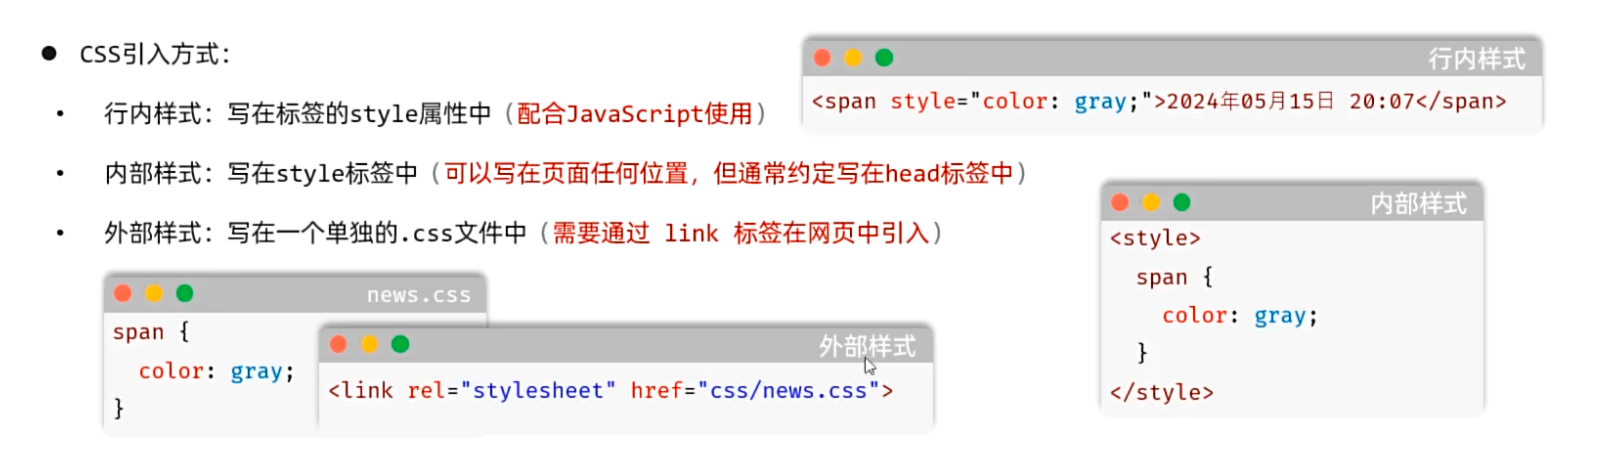 ● CSS引入方式：
• 行内样式：写在标签的style属性中（配合JavaScript使用）
• 内部样式：写在style标签中（可以写在页面任何位置，但通常约定写在head标签中）
• 外部样式：写在一个单独的.css文件中（需要通过 link 标签在网页中引入）
行内样式
<span style="color: gray;">2024年05月15日 20:07</span>
内部样式
<style>
span {
color: gray;
}
</style>
news.css
span {
color: gray;
}
外部样式
<link rel="stylesheet" href="css/news.css">